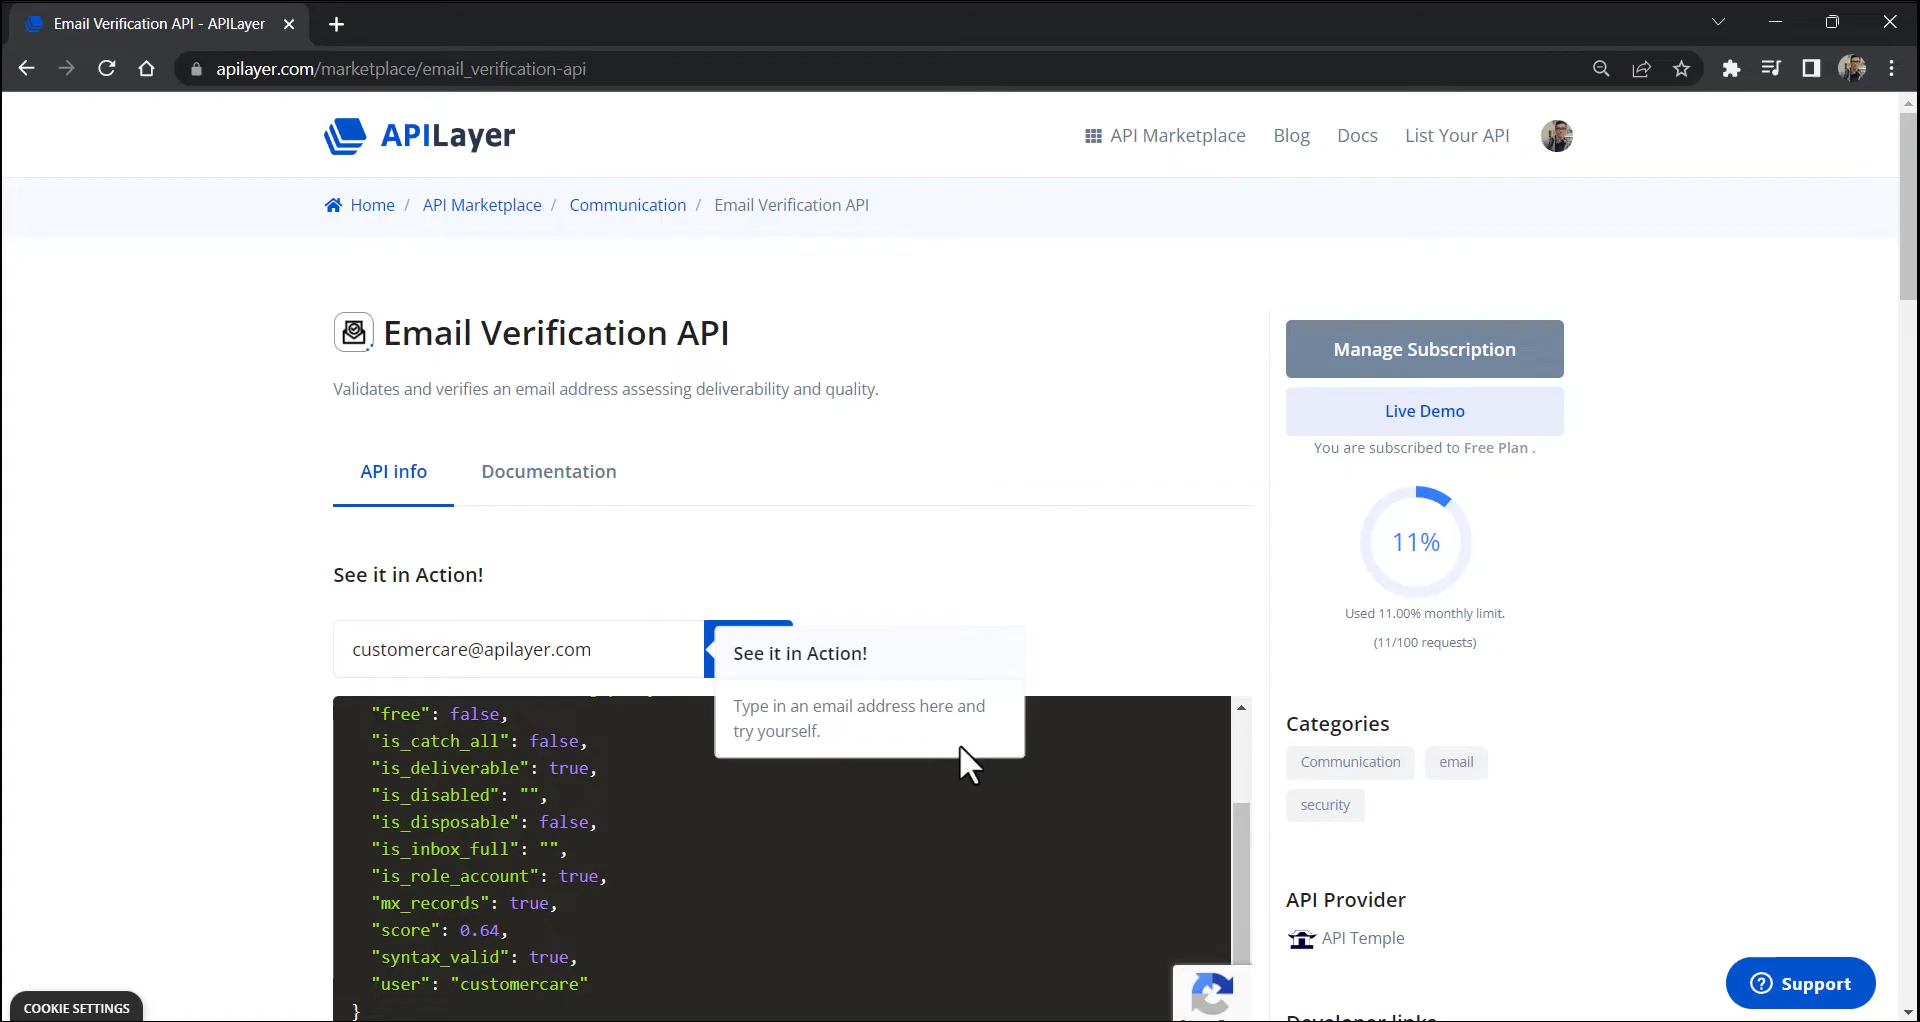 Email Verification API - APILayer
apilayer.com/marketplace/email_verification-api
APILayer
API Marketplace
Blog
Docs
List Your API
Home / API Marketplace / Communication / Email Verification API
Email Verification API
Validates and verifies an email address assessing deliverability and quality.
API info
Documentation
See it in Action!
customercare@apilayer.com
See it in Action!
Type in an email address here and
try yourself.
"free": false,
"is_catch_all": false,
"is_deliverable": true,
"is_disabled": "",
"is_disposable": false,
"is_inbox_full": "",
"is_role_account": true,
"mx_records": true,
"score": 0.64,
"syntax_valid": true,
"user": "customercare"
}
Manage Subscription
Live Demo
You are subscribed to Free Plan .
11%
Used 11.00% monthly limit.
(11/100 requests)
Categories
Communication
email
security
API Provider
API Temple
Support
COOKIE SETTINGS